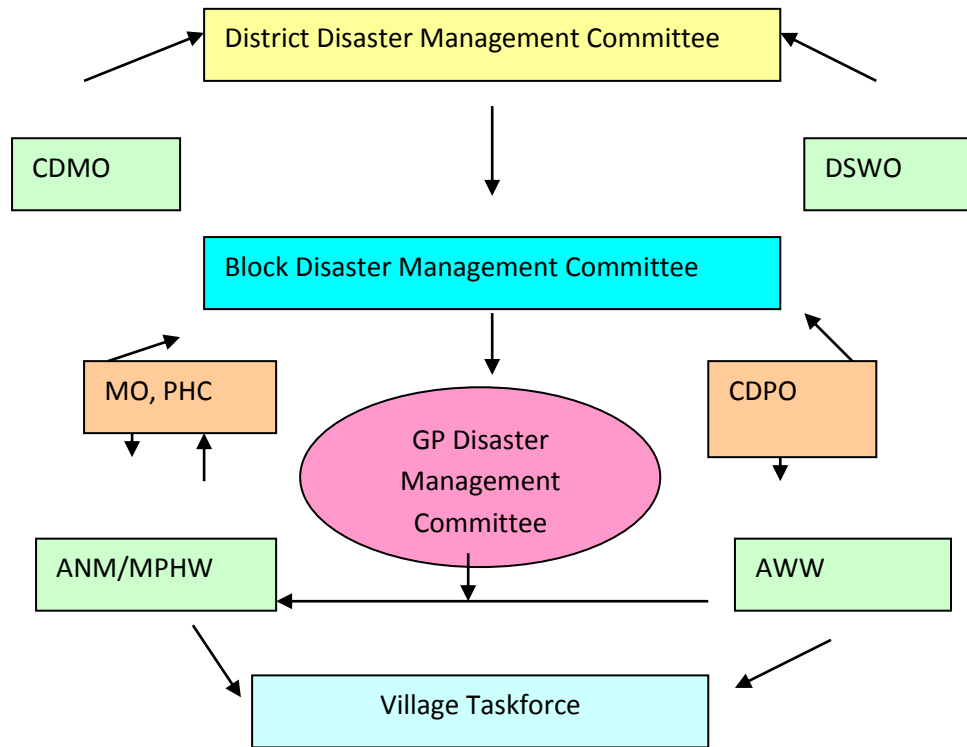 District Disaster Management Committee
CDMO
DSWO
Block Disaster Management Committee
MO, PHC
CDPO
GP Disaster
Management
Committee
ANM/MPHW
AWW
Village Taskforce